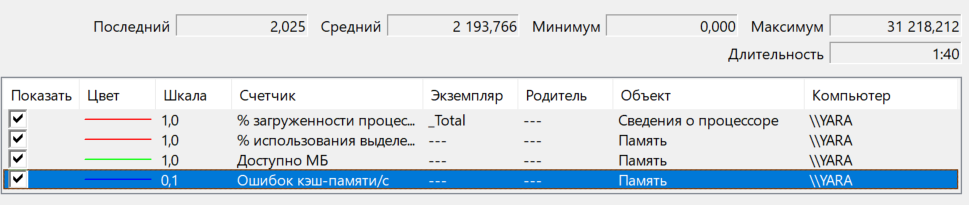 Последний 2,025 Средний 2 193,766 Минимум 0,000 Максимум 31 218,212
Длительность 1:40
Показать Цвет Шкала Счетчик Экземпляр Родитель Объект Компьютер
1,0 % загруженности процес... _Total --- Сведения о процессоре \\YARA
1,0 % использования выделе... --- --- Память \\YARA
1,0 Доступно МБ --- --- Память \\YARA
0,1 Ошибок кэш-памяти/с --- --- Память \\YARA